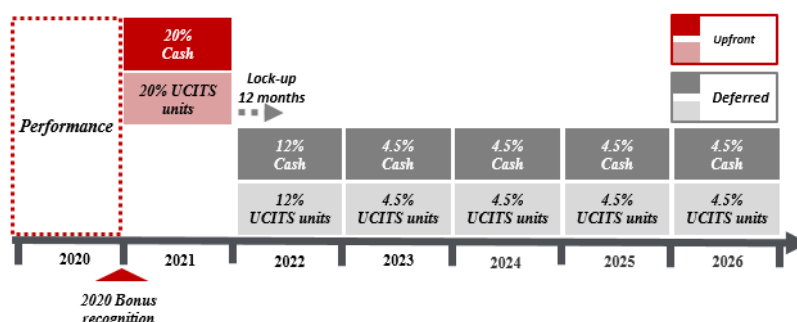 20%
Cash
Upfront
20% UCITS
units
Lock-up
12 months
Deferred
Performance
12%
Cash
4.5%
Cash
4.5%
Cash
4.5%
Cash
4.5%
Cash
12%
UCITS units
4.5%
UCITS units
4.5%
UCITS units
4.5%
UCITS units
4.5%
UCITS units
2020
2021
2022
2023
2024
2025
2026
2020 Bonus
recognition